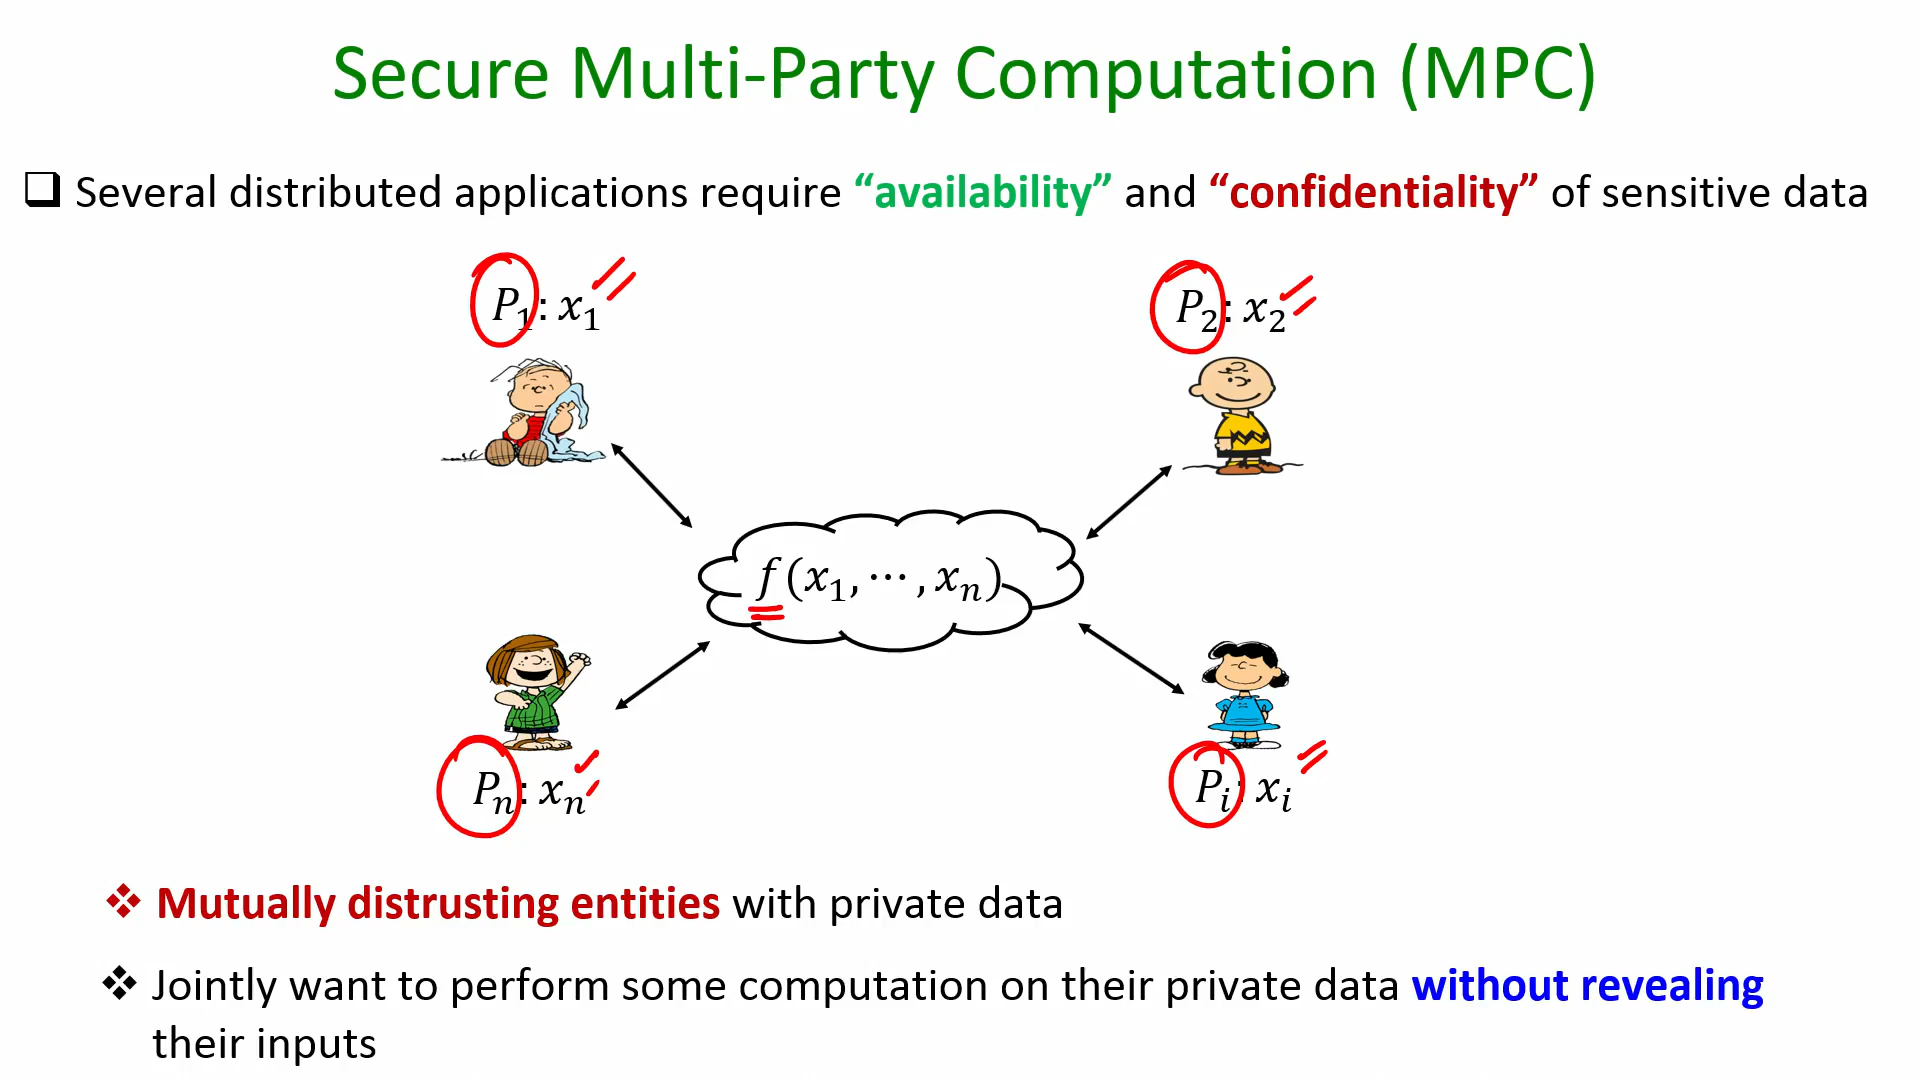 Secure Multi-Party Computation (MPC)
❑ Several distributed applications require “availability” and “confidentiality” of sensitive data
P₁: x₁
P₂: x₂
f(x₁, ⋯ , xₙ)
Pₙ: xₙ
Pᵢ: xᵢ
❖ Mutually distrusting entities with private data
❖ Jointly want to perform some computation on their private data without revealing
their inputs